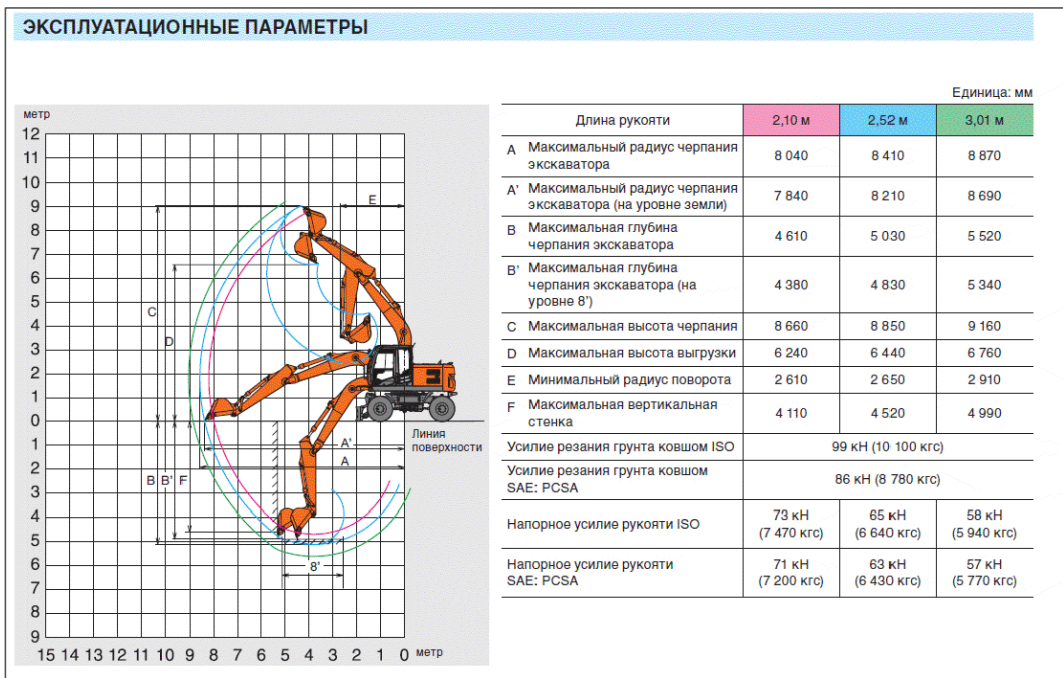 ЭКСПЛУАТАЦИОННЫЕ ПАРАМЕТРЫ
Единица: мм
метр
12
11
10
9
8
7
6
5
4
3
2
1
0
1
2
3
4
5
6
7
8
9
15 14 13 12 11 10 9 8 7 6 5 4 3 2 1 0 метр
E
C
D
Линия
поверхности
A'
A
B B' F
8'
Длина рукояти 2,10 м 2,52 м 3,01 м
A Максимальный радиус черпания
экскаватора 8 040 8 410 8 870
A' Максимальный радиус черпания
экскаватора (на уровне земли) 7 840 8 210 8 690
B Максимальная глубина
черпания экскаватора 4 610 5 030 5 520
B' Максимальная глубина
черпания экскаватора (на
уровне 8') 4 380 4 830 5 340
C Максимальная высота черпания 8 660 8 850 9 160
D Максимальная высота выгрузки 6 240 6 440 6 760
E Минимальный радиус поворота 2 610 2 650 2 910
F Максимальная вертикальная
стенка 4 110 4 520 4 990
Усилие резания грунта ковшом ISO 99 кН (10 100 кгс)
Усилие резания грунта ковшом
SAE: PCSA 86 кН (8 780 кгс)
Напорное усилие рукояти ISO 73 кН 65 кН 58 кН
(7 470 кгс) (6 640 кгс) (5 940 кгс)
Напорное усилие рукояти 71 кН 63 кН 57 кН
SAE: PCSA (7 200 кгс) (6 430 кгс) (5 770 кгс)